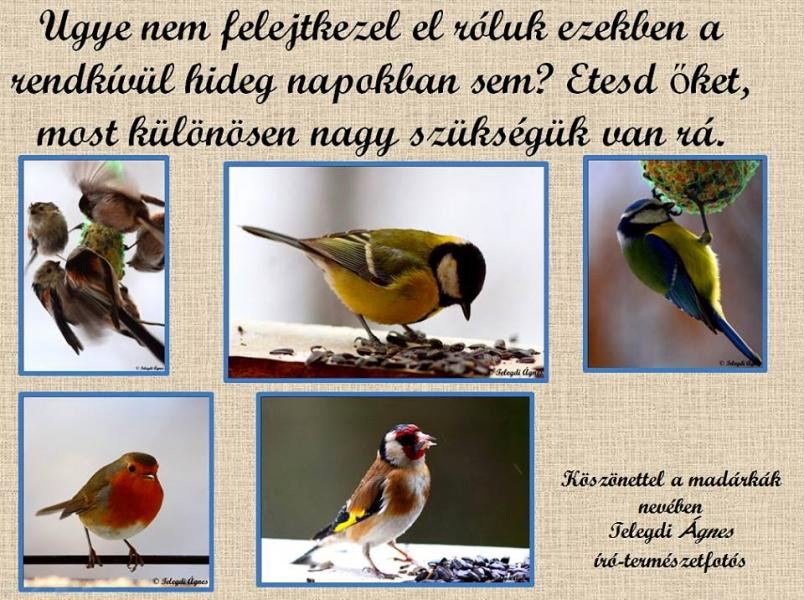 Ugye nem felejtkezel el róluk ezekben a
rendkívül hideg napokban sem? Etesd őket,
most különösen nagy szükségük van rá.
© Telegdi Ágnes
© Telegdi Ágnes
© Telegdi Ágnes
© Telegdi Ágnes
Köszönettel a madárkák
nevében
Telegdi Ágnes
író-természetfotós